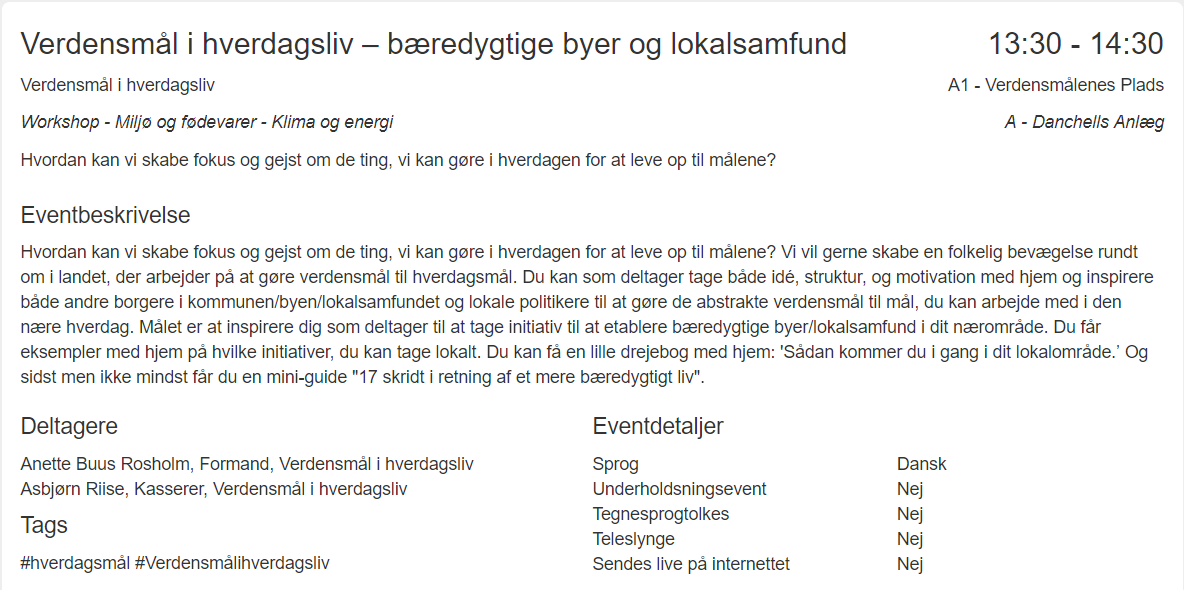 Verdensmål i hverdagsliv – bæredygtige byer og lokalsamfund 13:30 - 14:30
Verdensmål i hverdagsliv A1 - Verdensmålenes Plads
Workshop - Miljø og fødevarer - Klima og energi A - Danchells Anlæg
Hvordan kan vi skabe fokus og gejst om de ting, vi kan gøre i hverdagen for at leve op til målene?
Eventbeskrivelse
Hvordan kan vi skabe fokus og gejst om de ting, vi kan gøre i hverdagen for at leve op til målene? Vi vil gerne skabe en folkelig bevægelse rundt
om i landet, der arbejder på at gøre verdensmål til hverdagsmål. Du kan som deltager tage både idé, struktur, og motivation med hjem og inspirere
både andre borgere i kommunen/byen/lokalsamfundet og lokale politikere til at gøre de abstrakte verdensmål til mål, du kan arbejde med i den
nære hverdag. Målet er at inspirere dig som deltager til at tage initiativ til at etablere bæredygtige byer/lokalsamfund i dit nærområde. Du får
eksempler med hjem på hvilke initiativer, du kan tage lokalt. Du kan få en lille drejebog med hjem: 'Sådan kommer du i gang i dit lokalområde.’ Og
sidst men ikke mindst får du en mini-guide "17 skridt i retning af et mere bæredygtigt liv".
Deltagere
Anette Buus Rosholm, Formand, Verdensmål i hverdagsliv
Asbjørn Riise, Kasserer, Verdensmål i hverdagsliv
Tags
#hverdagsmål #Verdensmålihverdagsliv
Eventdetaljer
Sprog Dansk
Underholdsningsevent Nej
Tegnesprogtolkes Nej
Teleslynge Nej
Sendes live på internettet Nej